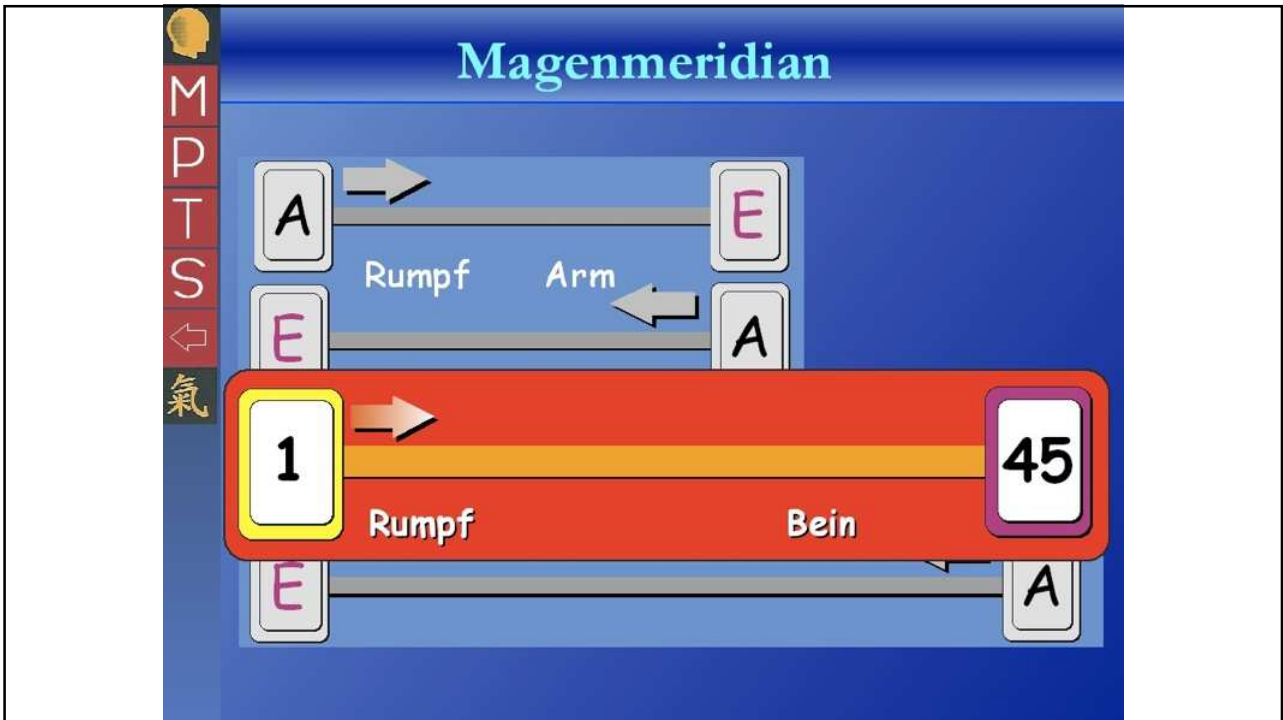 Magenmeridian
M
P
T
S
氣
A E
Rumpf Arm
E A
1 45
Rumpf Bein
E A